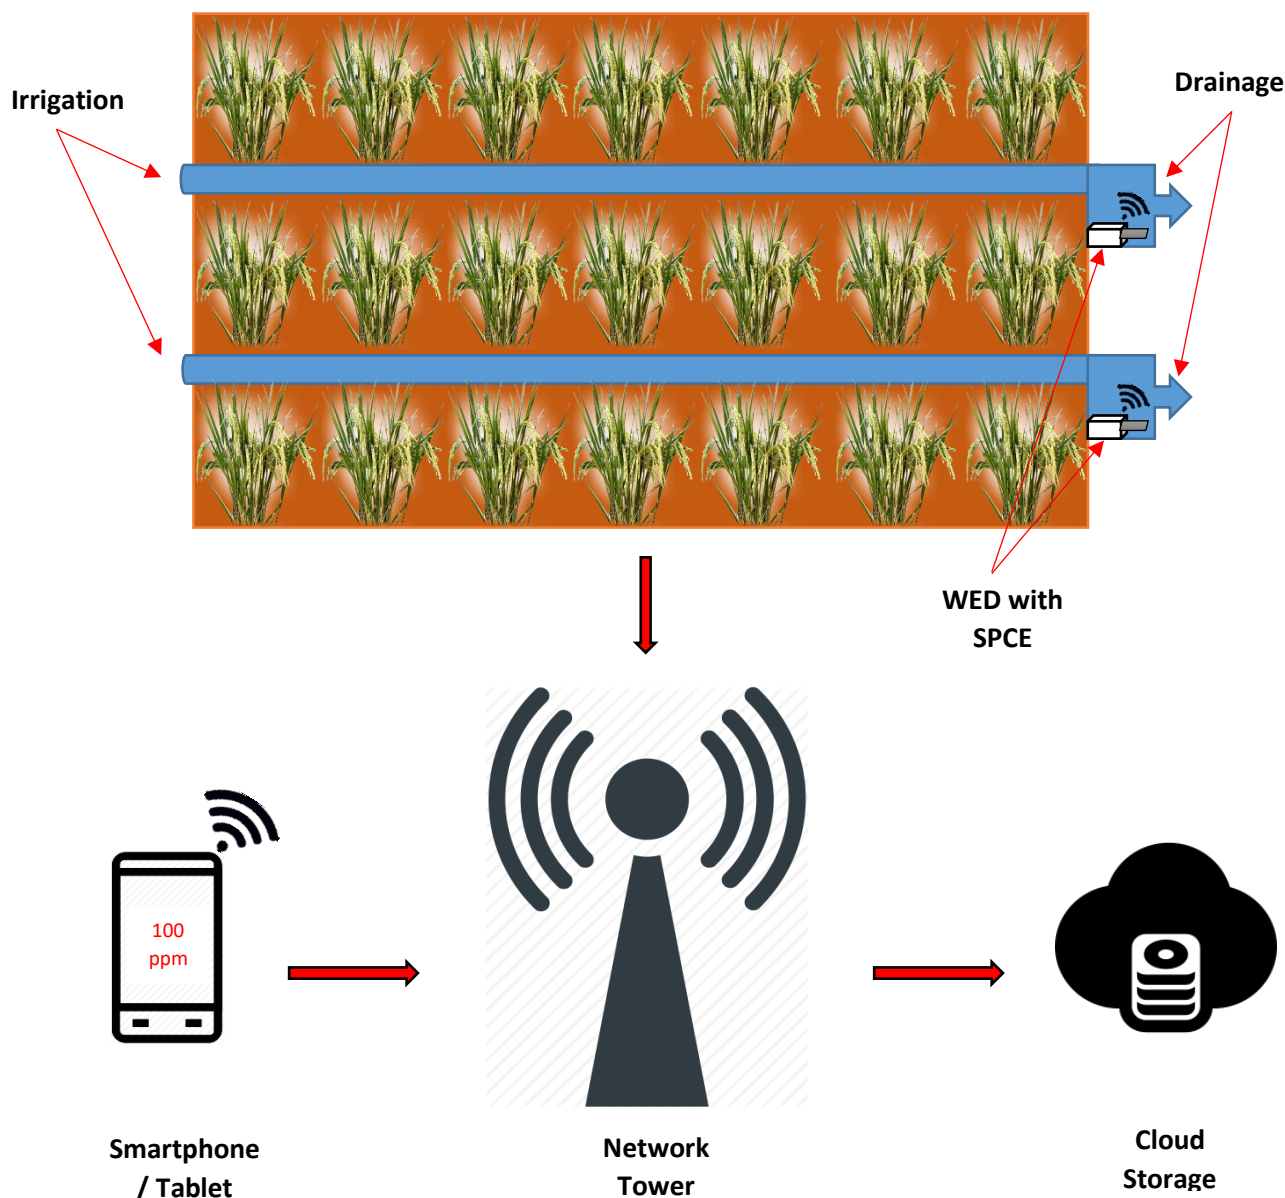 Irrigation
Drainage
WED with
SPCE
100
ppm
Smartphone
/ Tablet
Network
Tower
Cloud
Storage